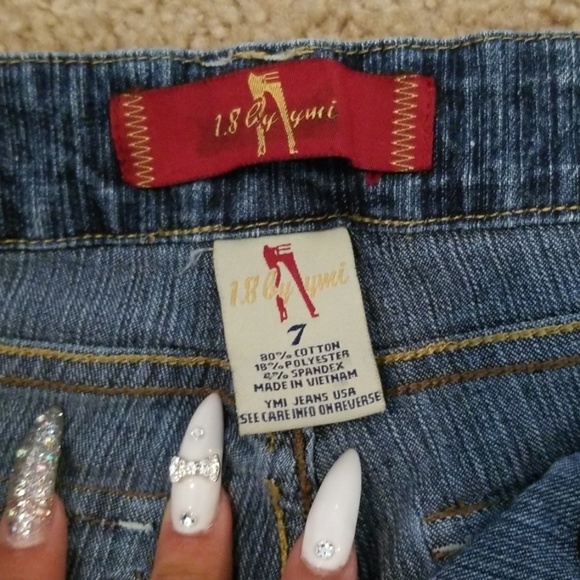 1.8 by ymi
1.8 by ymi
7
80% COTTON
18% POLYESTER
2% SPANDEX
MADE IN VIETNAM
YMI JEANS USA
SEE CARE INFO ON REVERSE